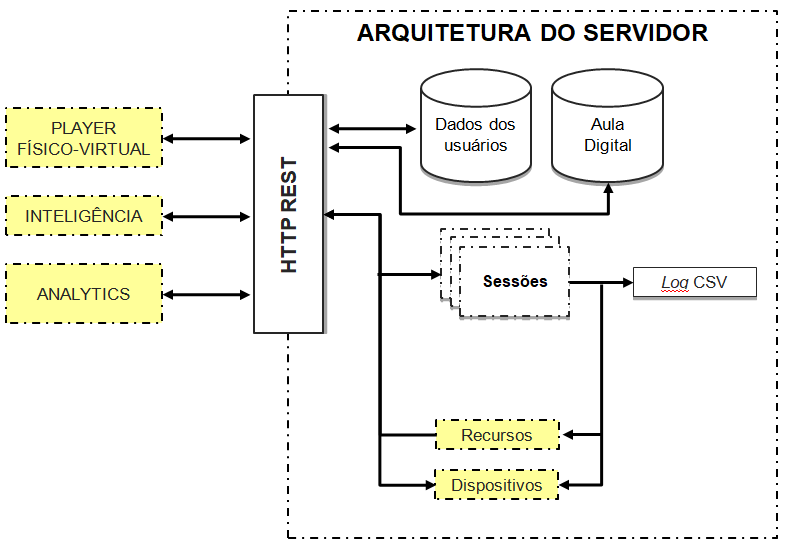 ARQUITETURA DO SERVIDOR
PLAYER
FÍSICO-VIRTUAL
INTELIGÊNCIA
ANALYTICS
HTTP REST
Dados dos
usuários
Aula
Digital
Sessões
Log CSV
Recursos
Dispositivos